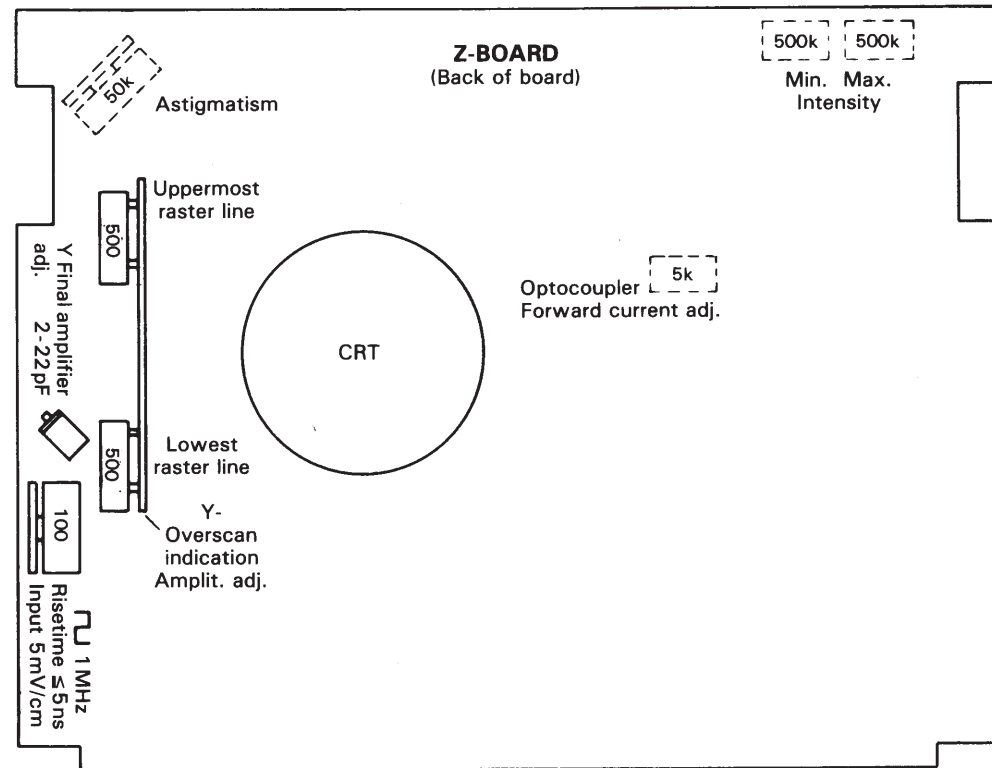 Z-BOARD
(Back of board)
500k
500k
Min. Max.
Intensity
50k
Astigmatism
Uppermost
raster line
500
Y Final amplifier
adj. 2-22pF
Optocoupler 5k
Forward current adj.
CRT
500
Lowest
raster line
Y-
Overscan
indication
Amplit. adj.
100
1MHz
Risetime ≤ 5ns
Input 5mV/cm